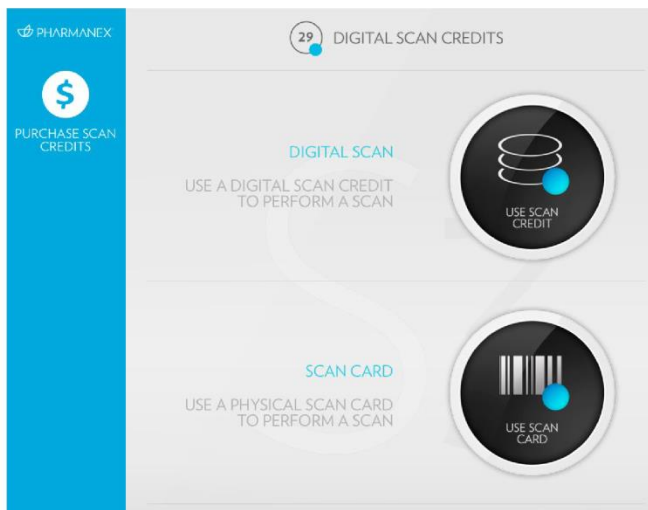 PHARMANEX
$
PURCHASE SCAN
CREDITS
29 DIGITAL SCAN CREDITS
DIGITAL SCAN
USE A DIGITAL SCAN CREDIT
TO PERFORM A SCAN
USE SCAN
CREDIT
SCAN CARD
USE A PHYSICAL SCAN CARD
TO PERFORM A SCAN
USE SCAN
CARD